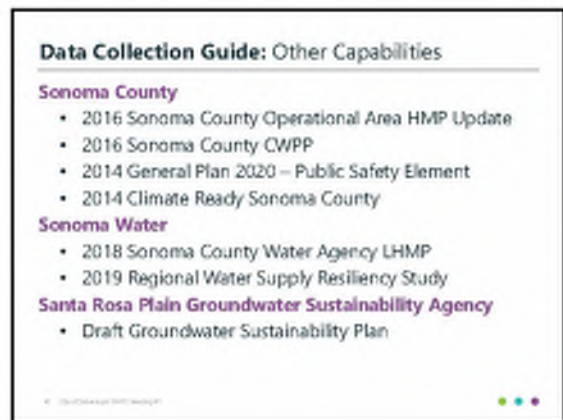 Data Collection Guide: Other Capabilities
Sonoma County
• 2016 Sonoma County Operational Area HMP Update
• 2016 Sonoma County CWPP
• 2014 General Plan 2020 – Public Safety Element
• 2014 Climate Ready Sonoma County
Sonoma Water
• 2018 Sonoma County Water Agency LHMP
• 2019 Regional Water Supply Resiliency Study
Santa Rosa Plain Groundwater Sustainability Agency
• Draft Groundwater Sustainability Plan